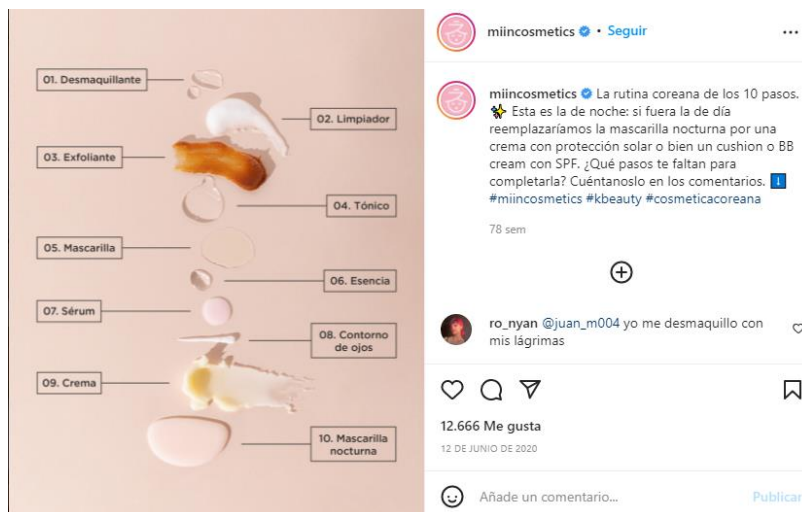 01. Desmaquillante
02. Limpiador
03. Exfoliante
04. Tónico
05. Mascarilla
06. Esencia
07. Sérum
08. Contorno
de ojos
09. Crema
10. Mascarilla
nocturna
miincosmetics • Seguir
miincosmetics La rutina coreana de los 10 pasos.
✨ Esta es la de noche: si fuera la de día
reemplazaríamos la mascarilla nocturna por una
crema con protección solar o bien un cushion o BB
cream con SPF. ¿Qué pasos te faltan para
completarla? Cuéntanoslo en los comentarios. ⬇️
#miincosmetics #kbeauty #cosmeticacoreana
78 sem
ro_nyan @juan_m004 yo me desmaquillo con
mis lágrimas
12.666 Me gusta
12 DE JUNIO DE 2020
Añade un comentario... Publicar